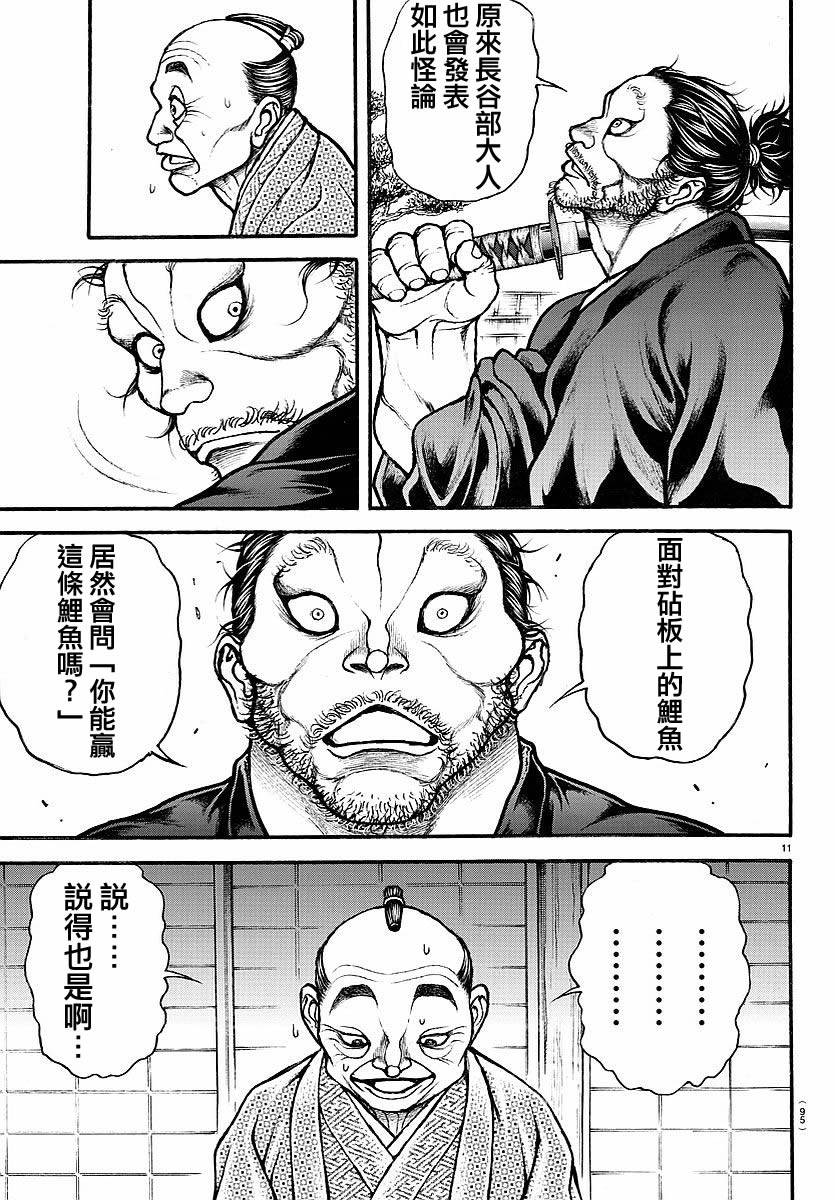 原來長谷部大人
也會發表
如此怪論
面對砧板上的鯉魚
居然會問「你能贏
這條鯉魚嗎？」
11
………………
………………
………………
説……
説得也是啊…
(95)